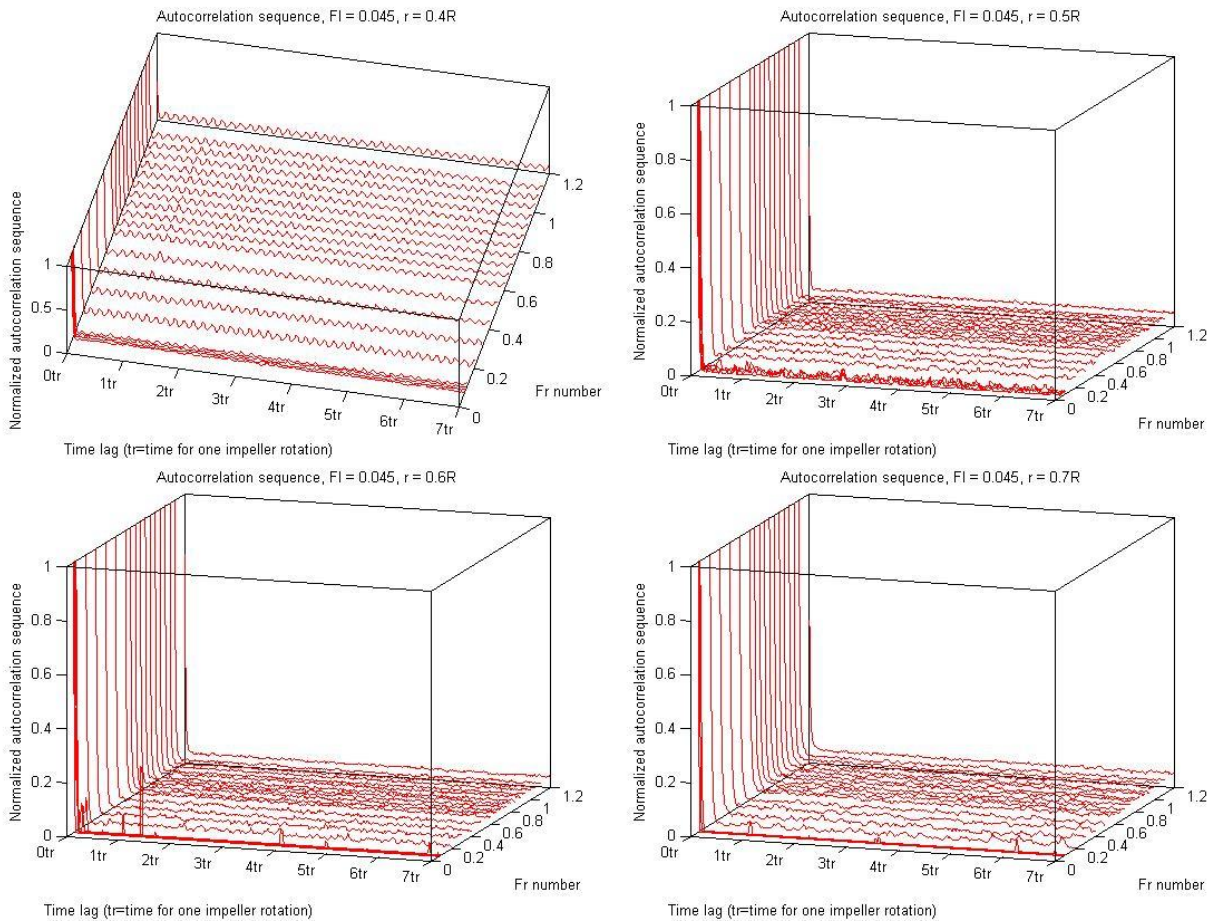 Autocorrelation sequence, Fl = 0.045, r = 0.4R
Normalized autocorrelation sequence
1
0.5
0
0tr
1tr
2tr
3tr
4tr
5tr
6tr
7tr
0
0.2
0.4
0.6
0.8
1
1.2
Fr number
Time lag (tr=time for one impeller rotation)
Autocorrelation sequence, Fl = 0.045, r = 0.5R
Normalized autocorrelation sequence
1
0.8
0.6
0.4
0.2
0
0tr
1tr
2tr
3tr
4tr
5tr
6tr
7tr
0
0.2
0.4
0.6
0.8
1
1.2
Fr number
Time lag (tr=time for one impeller rotation)
Autocorrelation sequence, Fl = 0.045, r = 0.6R
Normalized autocorrelation sequence
1
0.8
0.6
0.4
0.2
0
0tr
1tr
2tr
3tr
4tr
5tr
6tr
7tr
0
0.2
0.4
0.6
0.8
1
1.2
Fr number
Time lag (tr=time for one impeller rotation)
Autocorrelation sequence, Fl = 0.045, r = 0.7R
Normalized autocorrelation sequence
1
0.8
0.6
0.4
0.2
0
0tr
1tr
2tr
3tr
4tr
5tr
6tr
7tr
0
0.2
0.4
0.6
0.8
1
1.2
Fr number
Time lag (tr=time for one impeller rotation)